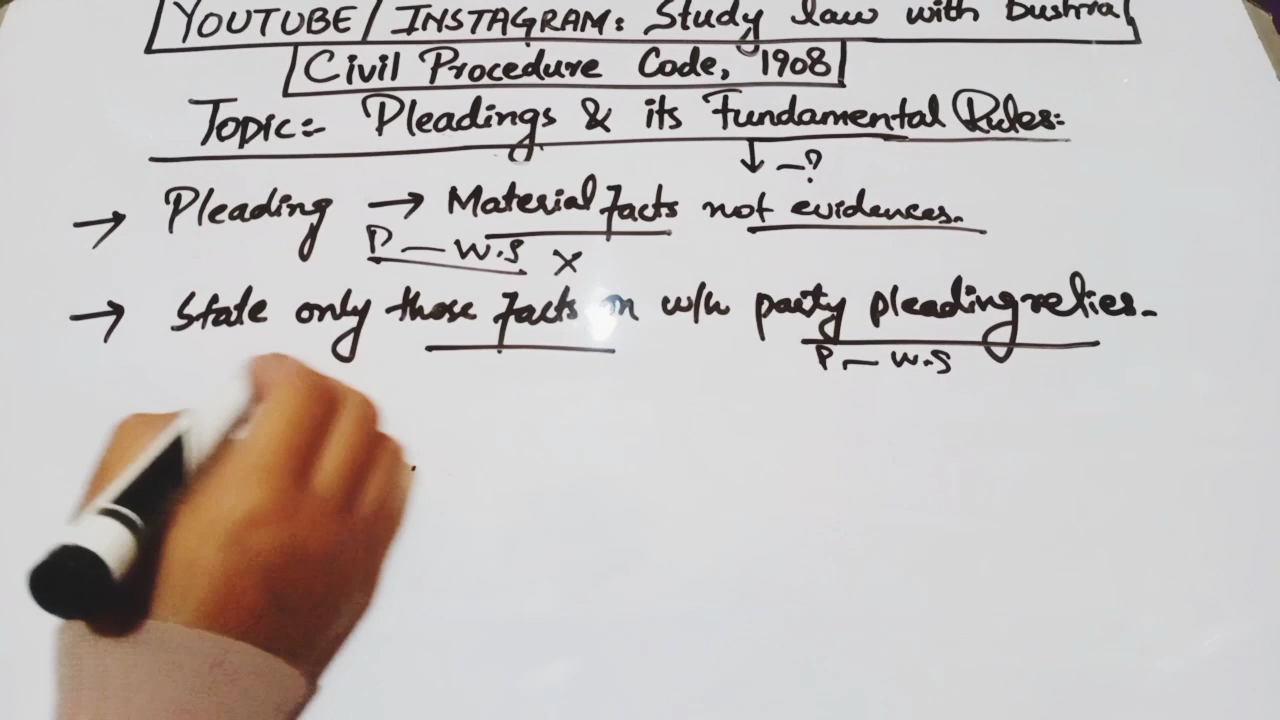 YOUTUBE/INSTAGRAM: Study law with Bushra
Civil Procedure Code, 1908
Topic:- Pleadings & its Fundamental Rules:-
↓ -?
→ Pleading → Material facts not evidences.
P — W.S X
→ State only those facts on w/h party pleading relies.
P — W.S